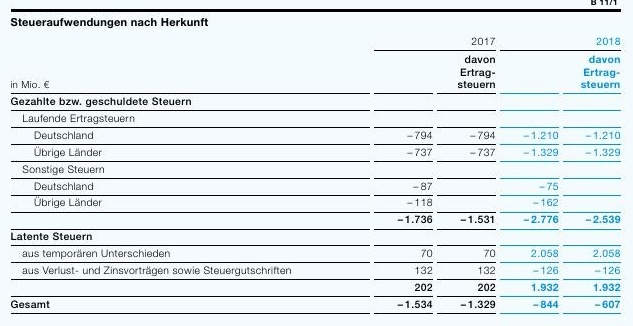 B 11/1
Steueraufwendungen nach Herkunft
2017 2018
davon Ertrag- steuern davon Ertrag- steuern
in Mio. €
Gezahlte bzw. geschuldete Steuern
Laufende Ertragsteuern
Deutschland –794 –794 –1.210 –1.210
Übrige Länder –737 –737 –1.329 –1.329
Sonstige Steuern
Deutschland –87 –75
Übrige Länder –118 –162
–1.736 –1.531 –2.776 –2.539
Latente Steuern
aus temporären Unterschieden 70 70 2.058 2.058
aus Verlust- und Zinsvorträgen sowie Steuergutschriften 132 132 –126 –126
202 202 1.932 1.932
Gesamt –1.534 –1.329 –844 –607